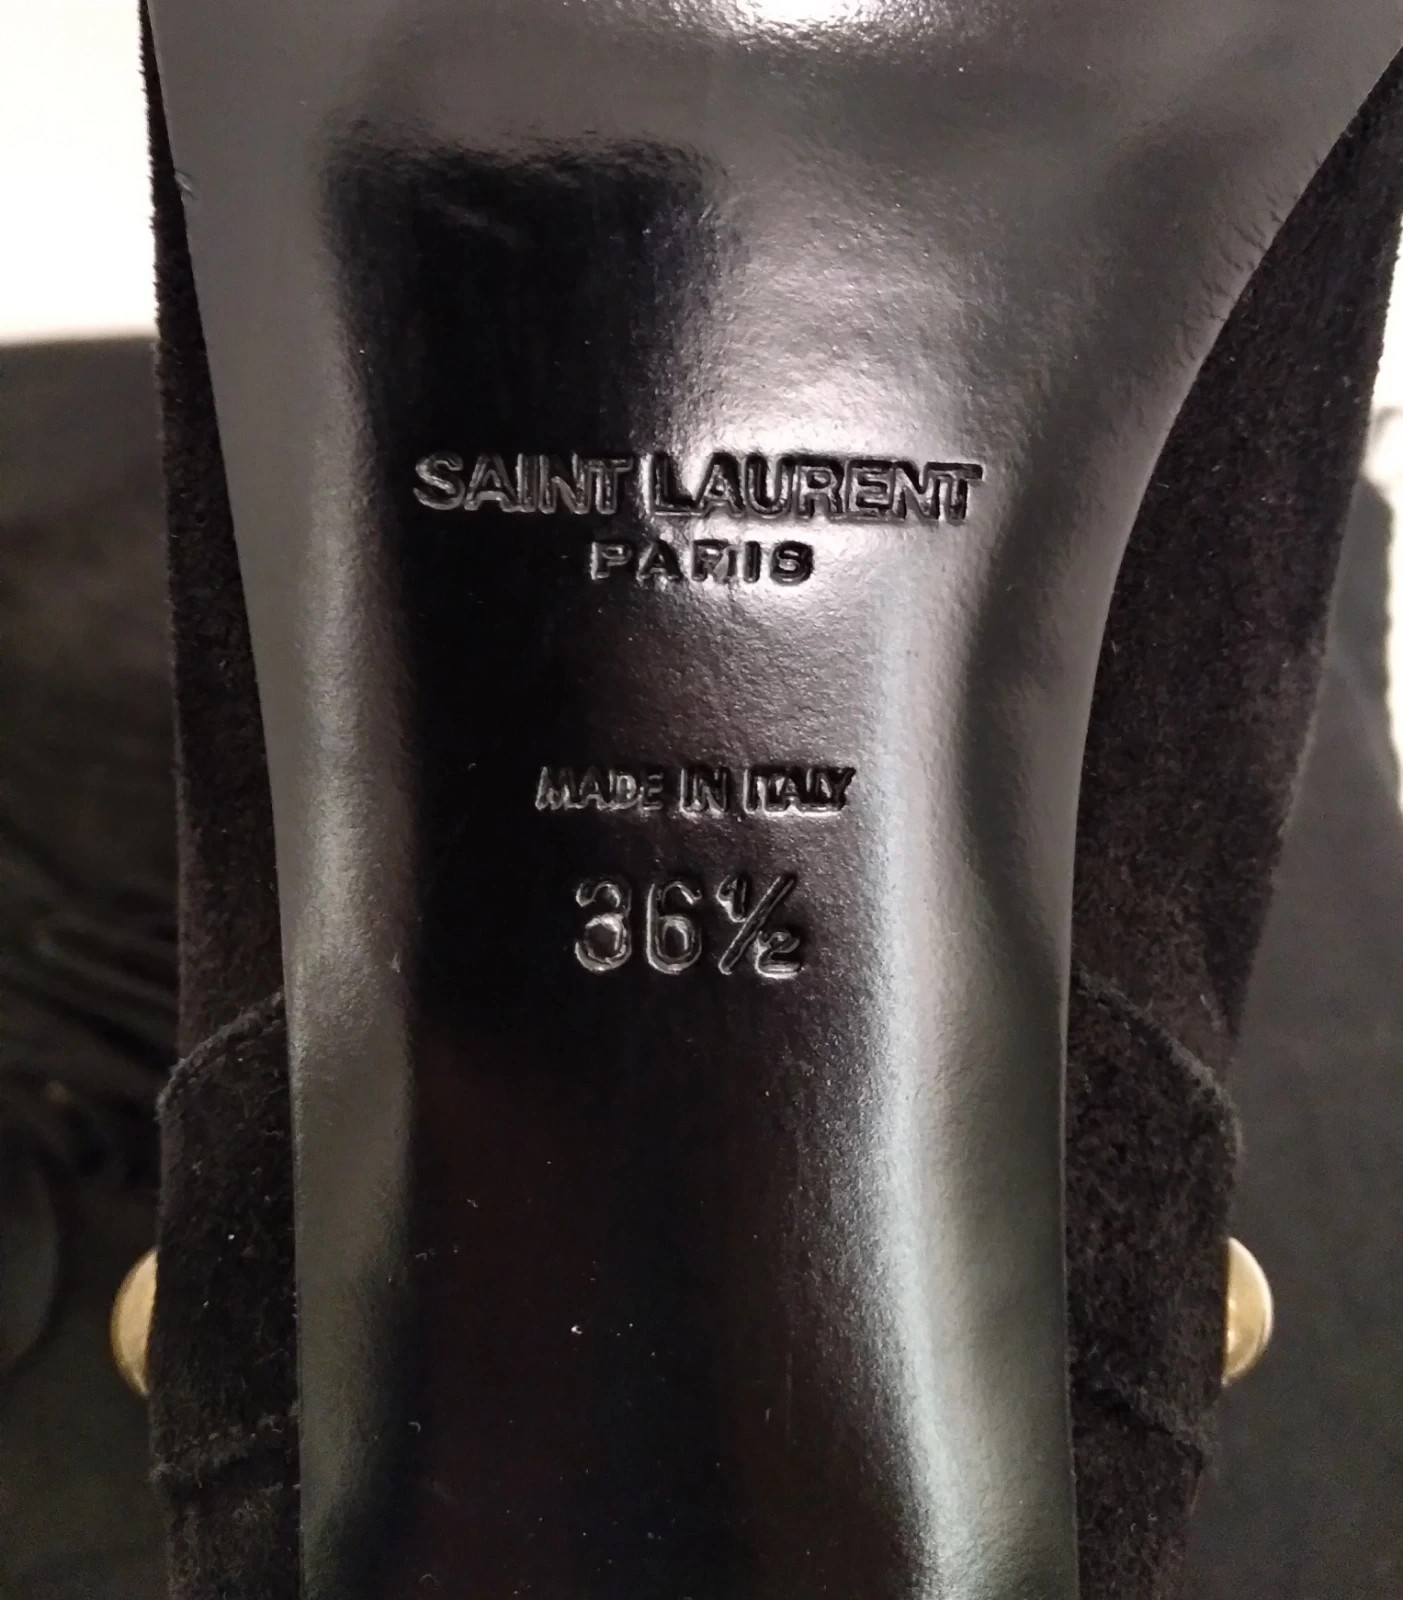 SAINT LAURENT
PARIS
MADE IN ITALY
36½